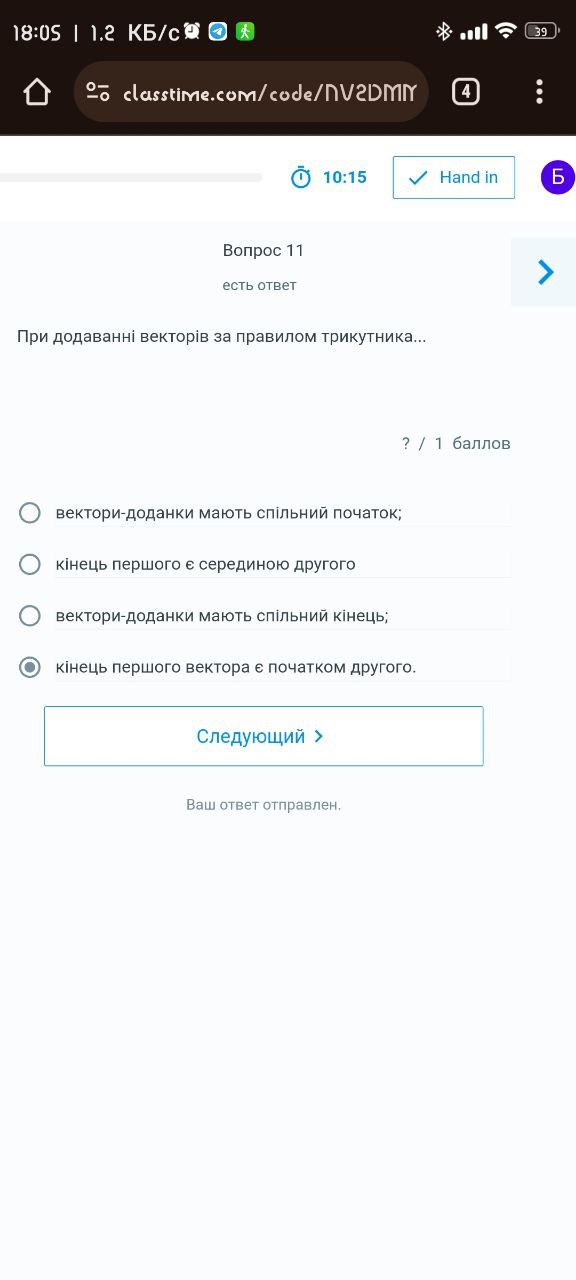 18:05 | 1.2 КБ/с
39
classtime.com/code/NV2DMM
4
10:15
Hand in
Б
Вопрос 11
есть ответ
При додаванні векторів за правилом трикутника...
? / 1 баллов
вектори-доданки мають спільний початок;
кінець першого є серединою другого
вектори-доданки мають спільний кінець;
кінець першого вектора є початком другого.
Следующий
Ваш ответ отправлен.